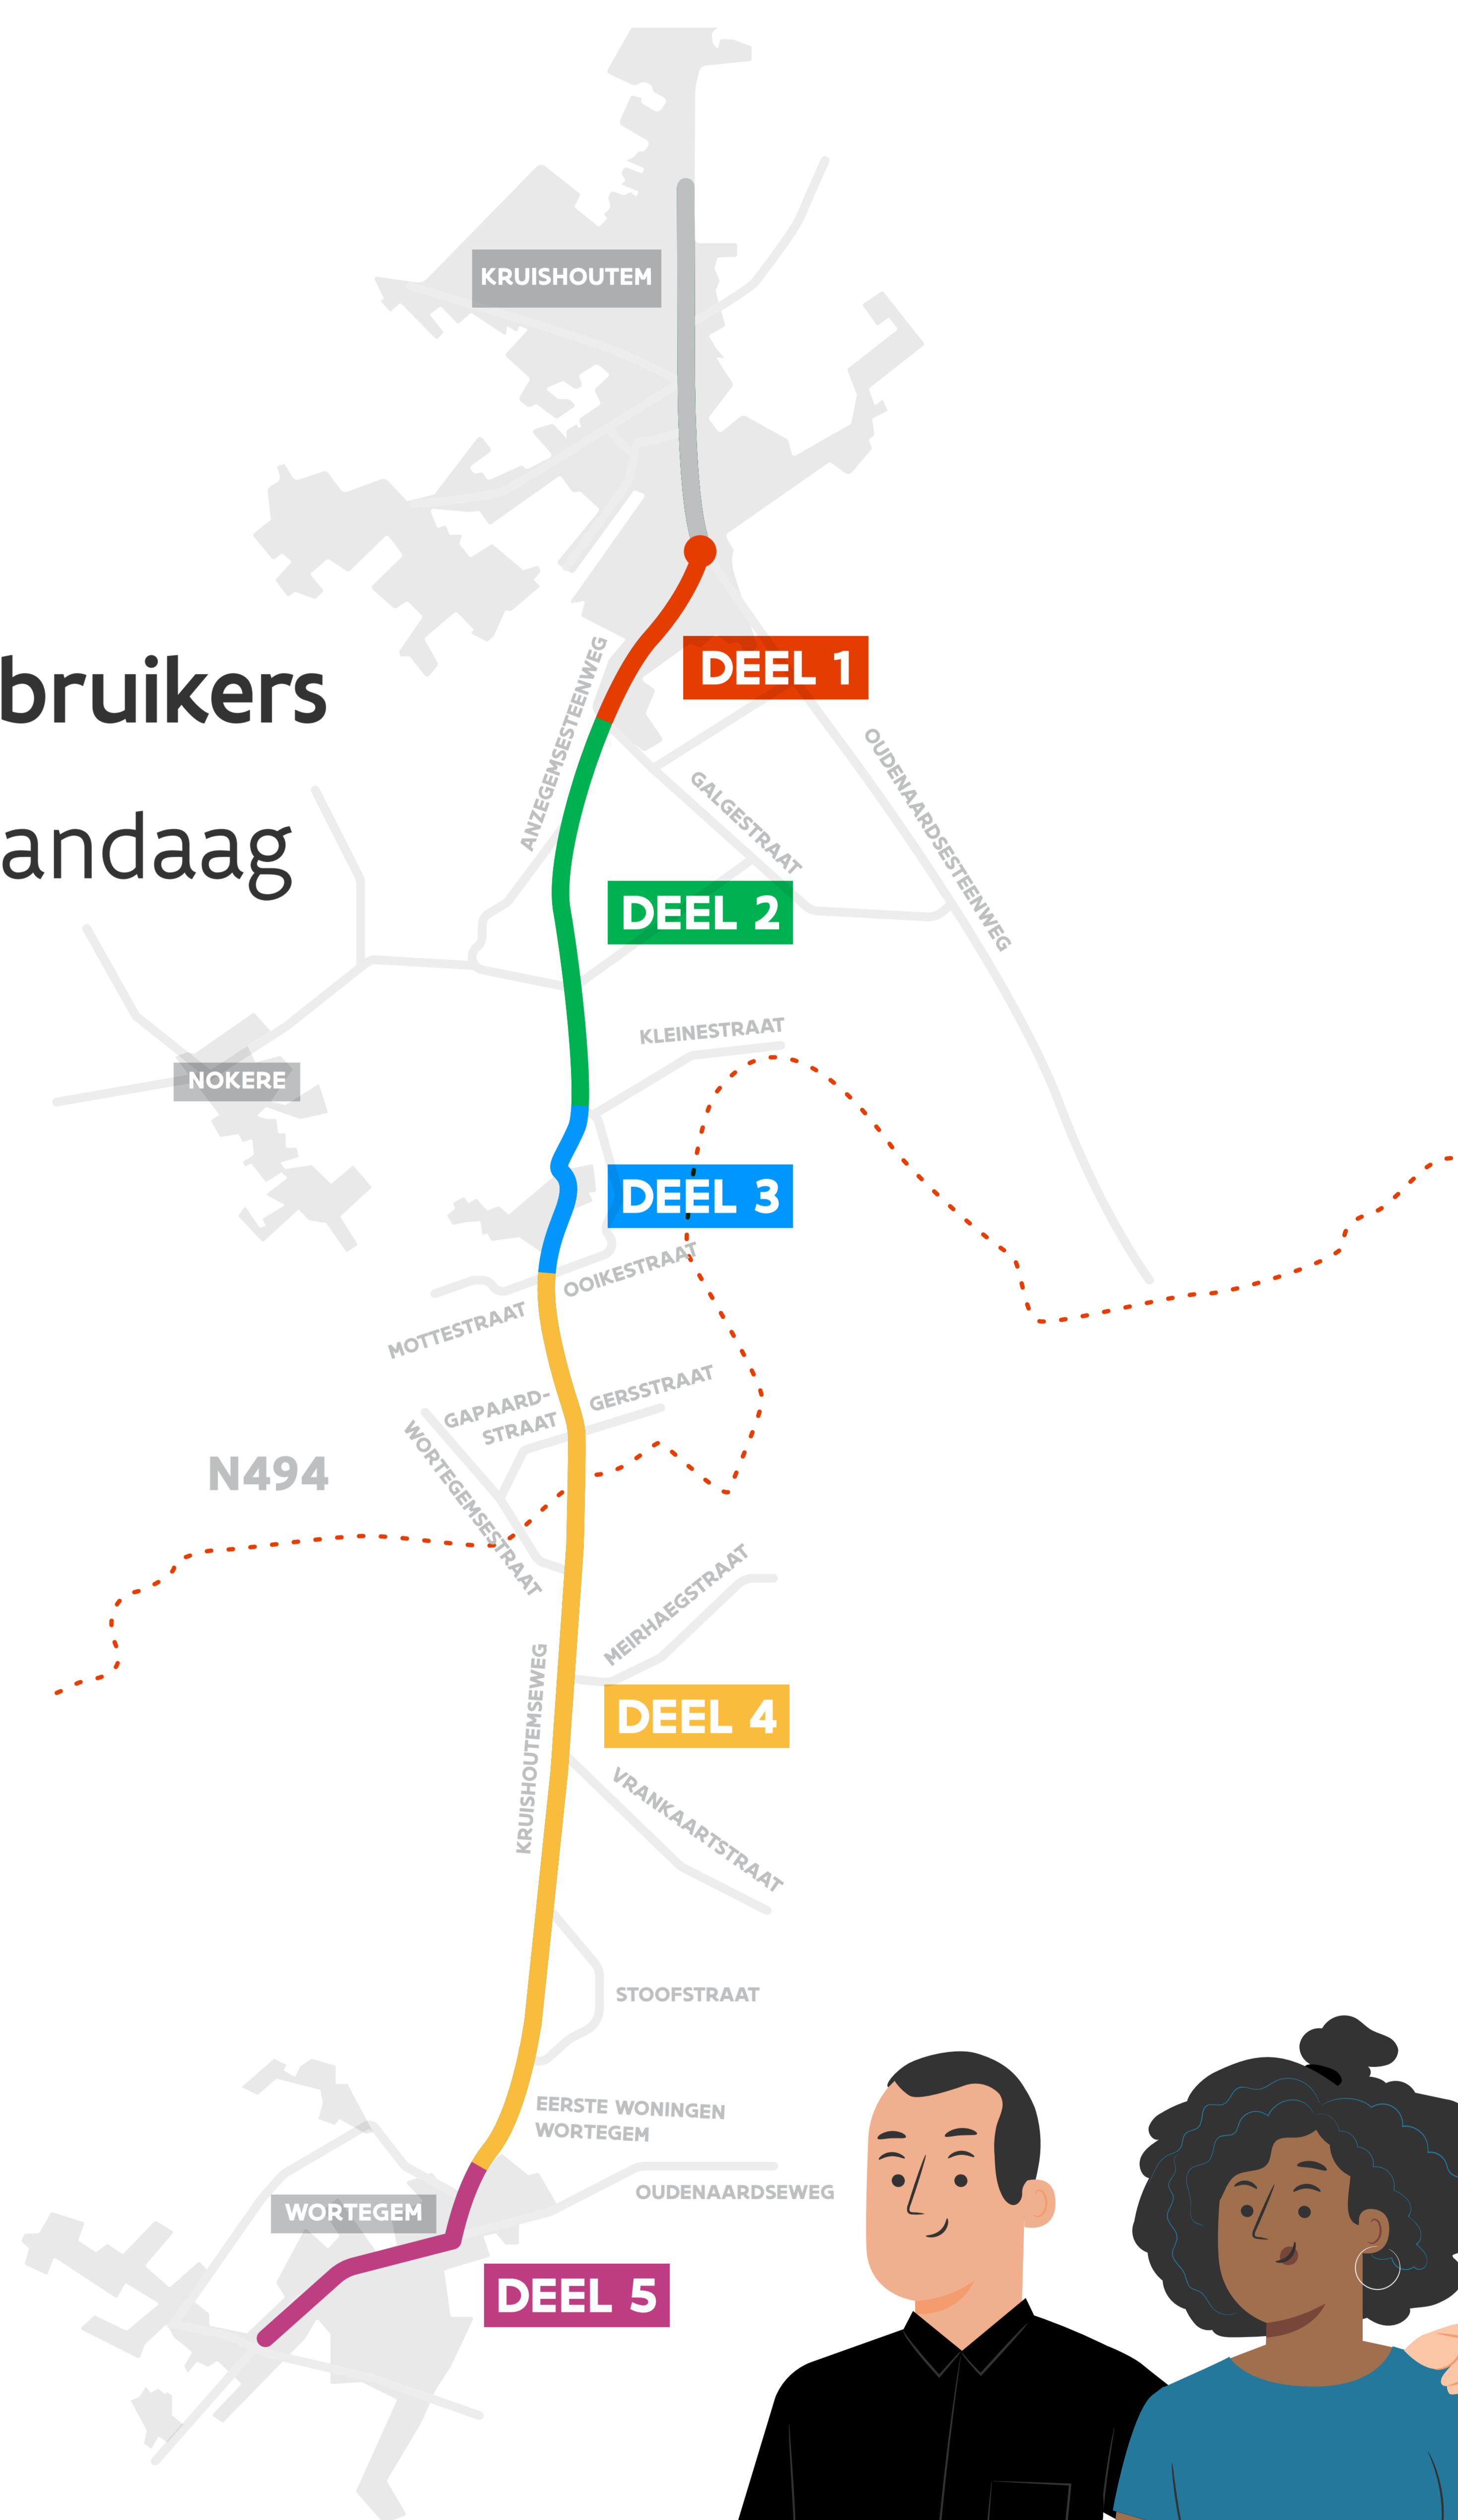 KRUISHOUTEM
bruikers
DEEL 1
ANZEGEMSESTEENWEG
OUDENAARDSESTEENWEG
GALGESTRAAT
andaag
DEEL 2
KLEINESTRAAT
NOKERE
DEEL 3
OOIKESTRAAT
MOTTESTRAAT
GERSSTRAAT
GAPAARD-
STRAAT
WORTEGEMSESTRAAT
N494
MEIRHAEGSTRAAT
KRUISHOUTEMSEWEG
DEEL 4
VRANKAARTSTRAAT
STOOFSTRAAT
EERSTE WONINGEN
WORTEGEM
OUDENAARDSEWEG
WORTEGEM
DEEL 5